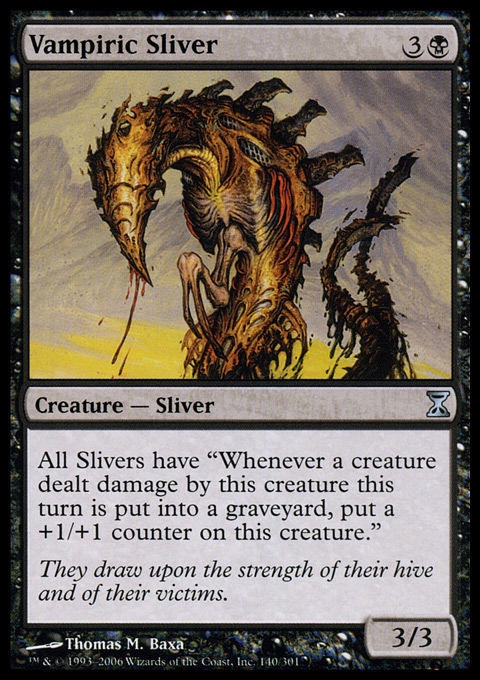 Vampiric Sliver 3
Creature — Sliver
All Slivers have “Whenever a creature
dealt damage by this creature this
turn is put into a graveyard, put a
+1/+1 counter on this creature.”
They draw upon the strength of their hive
and of their victims.
Thomas M. Baxa
3/3
™ & © 1993–2006 Wizards of the Coast, Inc. 140/301